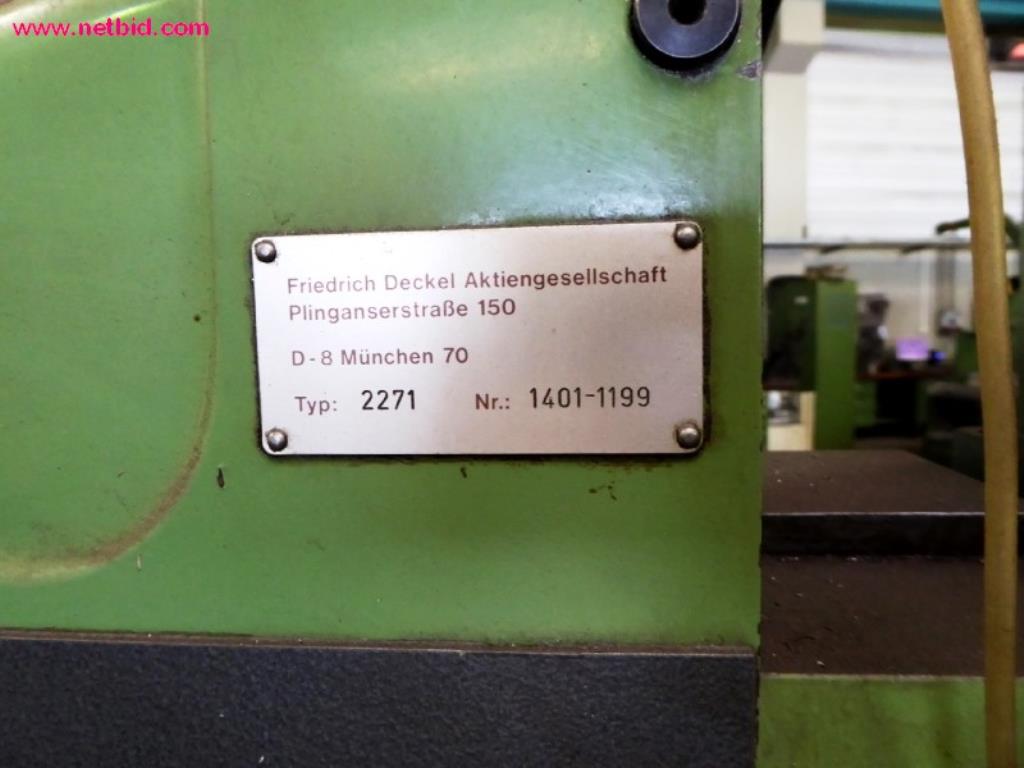 www.netbid.com
Friedrich Deckel Aktiengesellschaft
Plinganserstraße 150
D-8 München 70
Typ: 2271 Nr.: 1401-1199